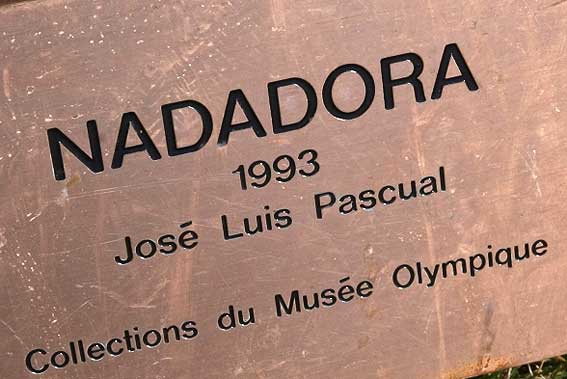 NADADORA
1993
José Luis Pascual
Collections du Musée Olympique